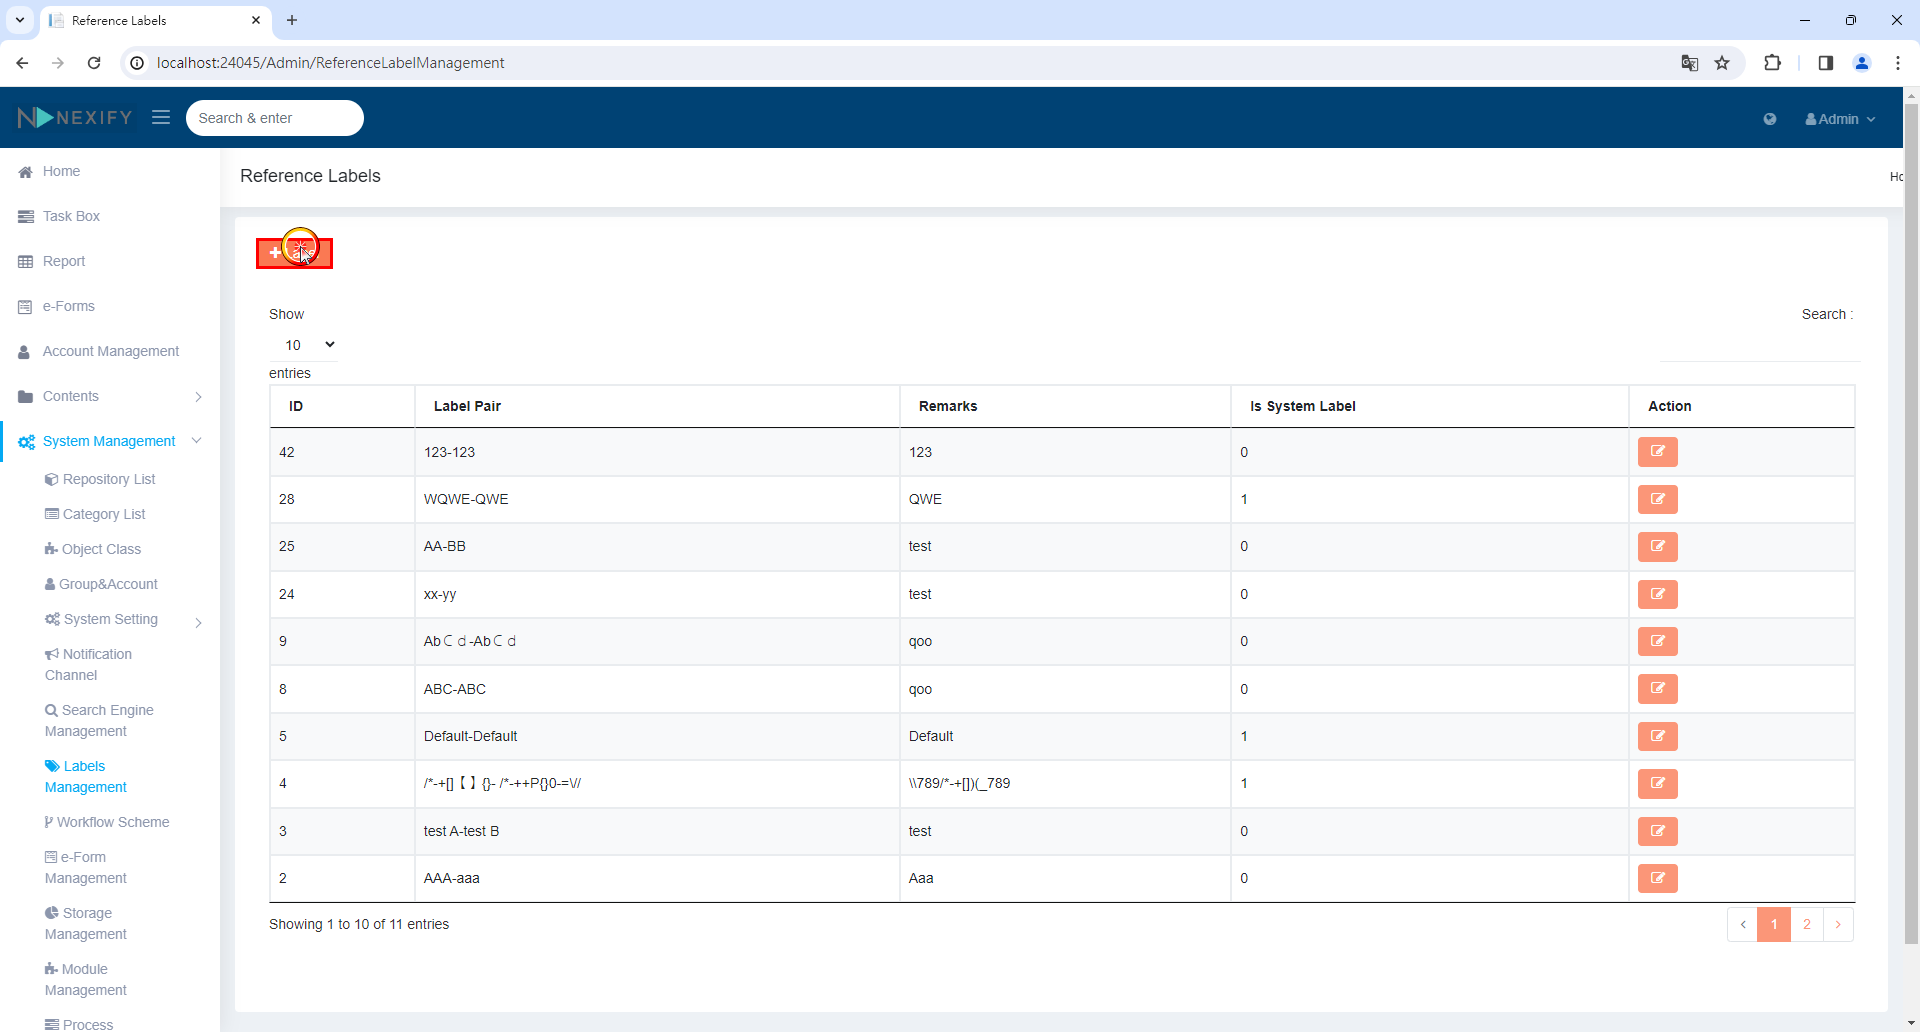 Reference Labels
localhost:24045/Admin/ReferenceLabelManagement
NEXIFY
Search & enter
Admin
Home
Task Box
Report
e-Forms
Account Management
Contents
System Management
Repository List
Category List
Object Class
Group&Account
System Setting
Notification
Channel
Search Engine
Management
Labels
Management
Workflow Scheme
e-Form
Management
Storage
Management
Module
Management
Process
Reference Labels
Show
10
entries
Search :
ID Label Pair Remarks Is System Label Action
42 123-123 123 0
28 WQWE-QWE QWE 1
25 AA-BB test 0
24 xx-yy test 0
9 AbＣｄ-AbＣｄ qoo 0
8 ABC-ABC qoo 0
5 Default-Default Default 1
4 /*-+[]【】{}- /*-++P{}0-=\// \\789/*-+[])(_789 1
3 test A-test B test 0
2 AAA-aaa Aaa 0
Showing 1 to 10 of 11 entries
‹ 1 2 ›